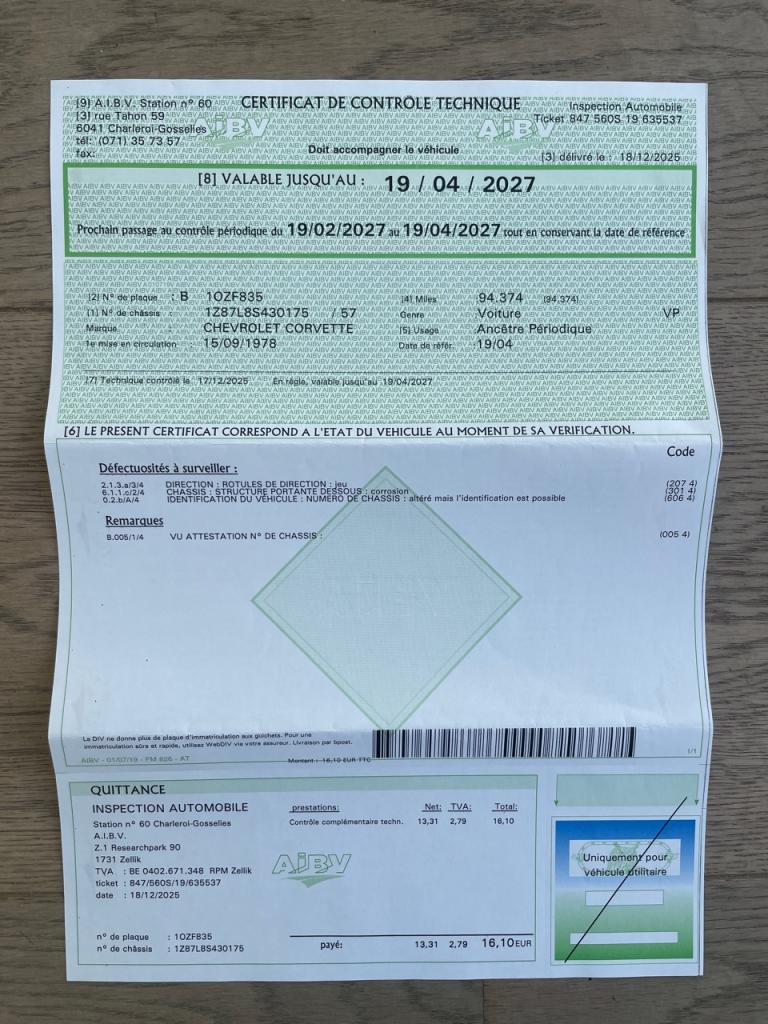 [9] A.I.B.V. Station n° 60
CERTIFICAT DE CONTRÔLE TECHNIQUE
Inspection Automobile
[3] rue Tahon 59
Ticket 847 560S 19 635537
6041 Charleroi-Gosselies
AIBV
AIBV
tél: (071) 35 73 57
Doit accompagner le véhicule
fax:
[3] délivré le : 18/12/2025
[8] VALABLE JUSQU'AU : 19 / 04 / 2027
Prochain passage au contrôle périodique du 19/02/2027 au 19/04/2027 tout en conservant la date de référence
[2] N° de plaque : B 1OZF835
[4] Miles 94.374 (94.374)
(1) N° de châssis : 1Z87L8S430175 / 57
Genre Voiture VP
Marque : CHEVROLET CORVETTE
[5] Usage Ancêtre Périodique
1e mise en circulation : 15/09/1978
Date de référ. 19/04
[7] Technique contrôlé le 17/12/2025 En règle, valable jusqu'au 19/04/2027
[6] LE PRESENT CERTIFICAT CORRESPOND A L'ETAT DU VEHICULE AU MOMENT DE SA VERIFICATION.
Code
Défectuosités à surveiller :
2.1.3.a/3/4 DIRECTION : ROTULES DE DIRECTION : jeu (207 4)
6.1.1.c/2/4 CHASSIS : STRUCTURE PORTANTE DESSOUS : corrosion (301 4)
0.2.b/A/4 IDENTIFICATION DU VÉHICULE : NUMÉRO DE CHASSIS : altéré mais l'identification est possible (606 4)
Remarques
B.005/1/4 VU ATTESTATION N° DE CHASSIS : (005 4)
La DIV ne donne plus de plaque d'immatriculation aux guichets. Pour une
immatriculation sûre et rapide, utilisez WebDIV via votre assureur. Livraison par bpost.
1/1
AIBV - 01/07/19 - FM 826 - AT
Montant : 16,10 EUR TTC
QUITTANCE
INSPECTION AUTOMOBILE
prestations: Net: TVA: Total:
Station n° 60 Charleroi-Gosselies
Contrôle complémentaire techn. 13,31 2,79 16,10
A.I.B.V.
Z.1 Researchpark 90
1731 Zellik
TVA : BE 0402.671.348 RPM Zellik
ticket : 847/560S/19/635537
date : 18/12/2025
AIBV
Uniquement pour
véhicule utilitaire
n° de plaque : 1OZF835
n° de châssis : 1Z87L8S430175
payé: 13,31 2,79 16,10EUR